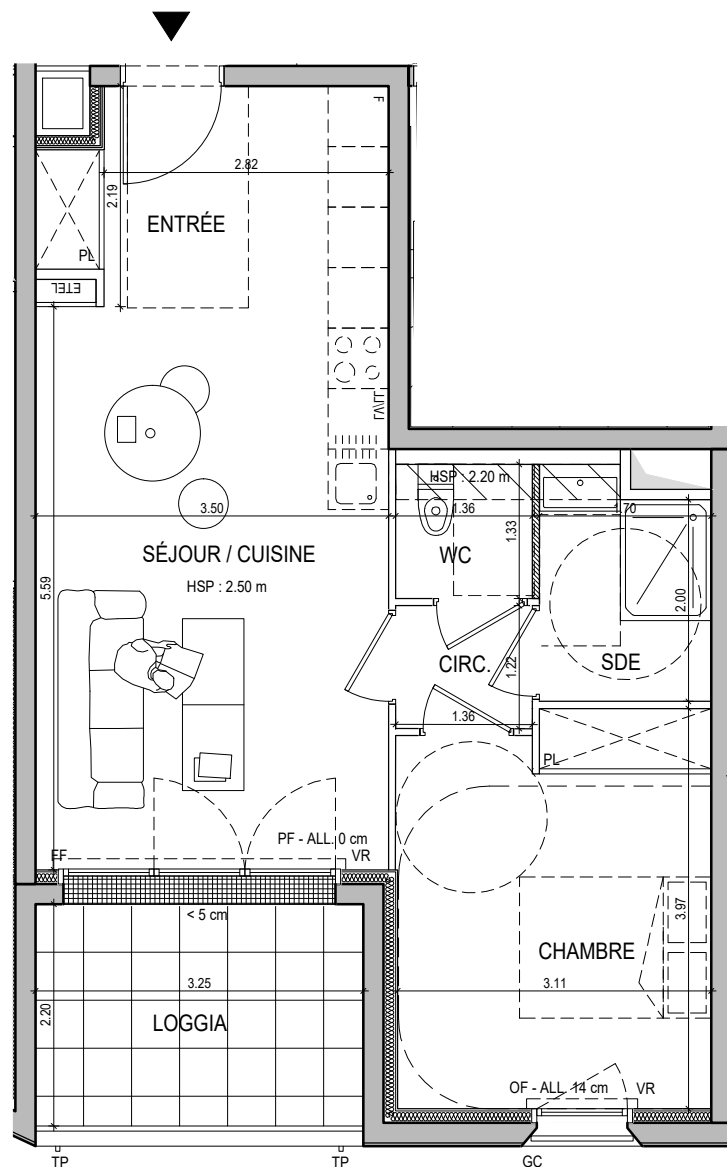 F
2.82
2.19
ENTRÉE
PL
ETEL
LV/LL
HSP : 2.20 m
3.50
1.36
1.70
1.33
SÉJOUR / CUISINE
WC
HSP : 2.50 m
5.59
2.00
CIRC.
1.22
SDE
1.36
PL
PF - ALL. 0 cm
FF
VR
< 5 cm
3.97
CHAMBRE
3.25
3.11
2.20
LOGGIA
OF - ALL. 14 cm
VR
TP
TP
GC